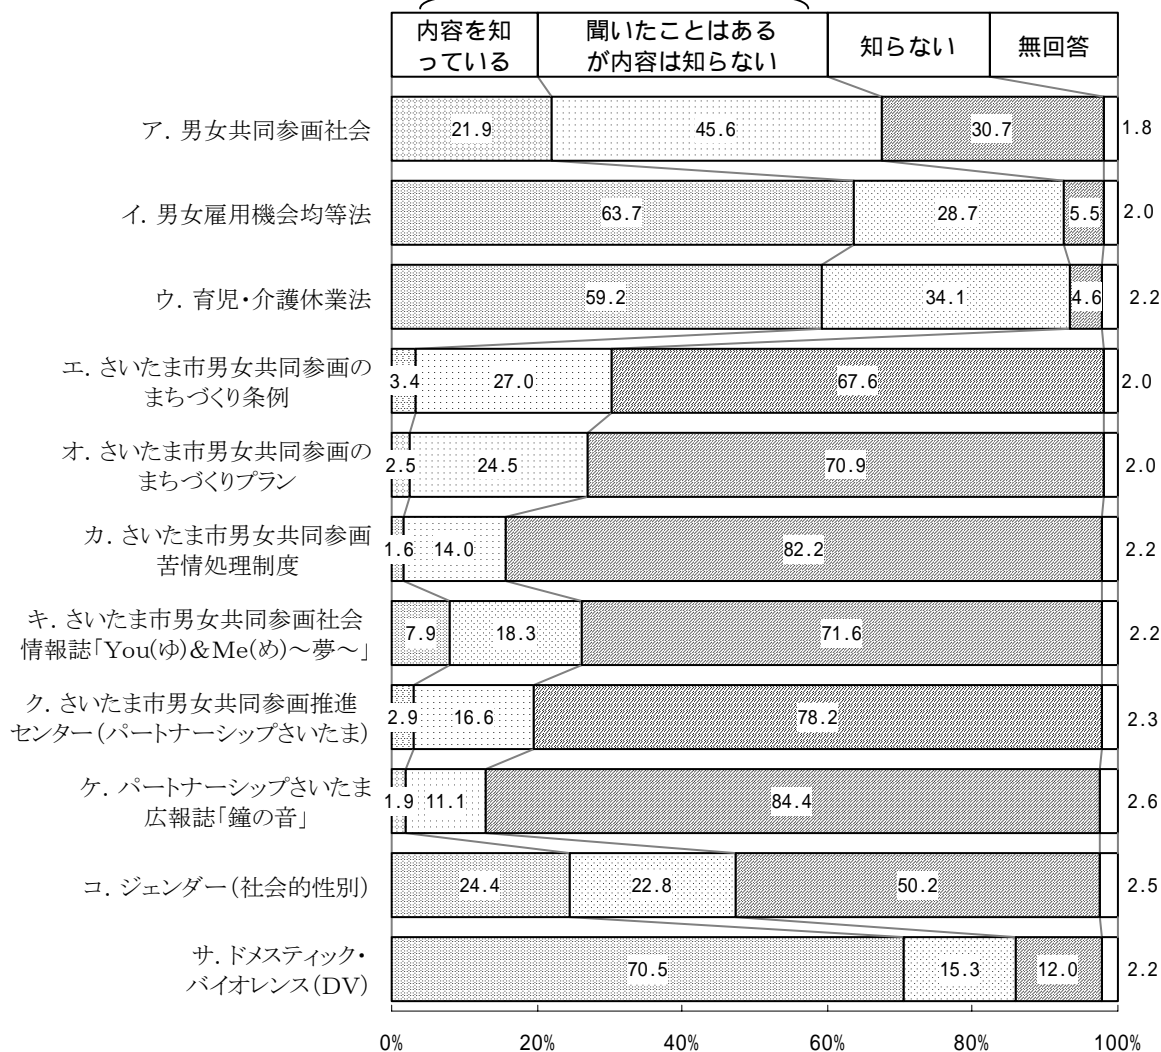 内容を知
っている
聞いたことはある
が内容は知らない
知らない
無回答
ア. 男女共同参画社会
21.9
45.6
30.7
1.8
イ. 男女雇用機会均等法
63.7
28.7
5.5
2.0
ウ. 育児・介護休業法
59.2
34.1
4.6
2.2
エ. さいたま市男女共同参画の
まちづくり条例
3.4
27.0
67.6
2.0
オ. さいたま市男女共同参画の
まちづくりプラン
2.5
24.5
70.9
2.0
カ. さいたま市男女共同参画
苦情処理制度
1.6
14.0
82.2
2.2
キ. さいたま市男女共同参画社会
情報誌「You(ゆ)&Me(め)～夢～」
7.9
18.3
71.6
2.2
ク. さいたま市男女共同参画推進
センター(パートナーシップさいたま)
2.9
16.6
78.2
2.3
ケ. パートナーシップさいたま
広報誌「鐘の音」
1.9
11.1
84.4
2.6
コ. ジェンダー(社会的性別)
24.4
22.8
50.2
2.5
サ. ドメスティック・
バイオレンス(DV)
70.5
15.3
12.0
2.2
0%
20%
40%
60%
80%
100%